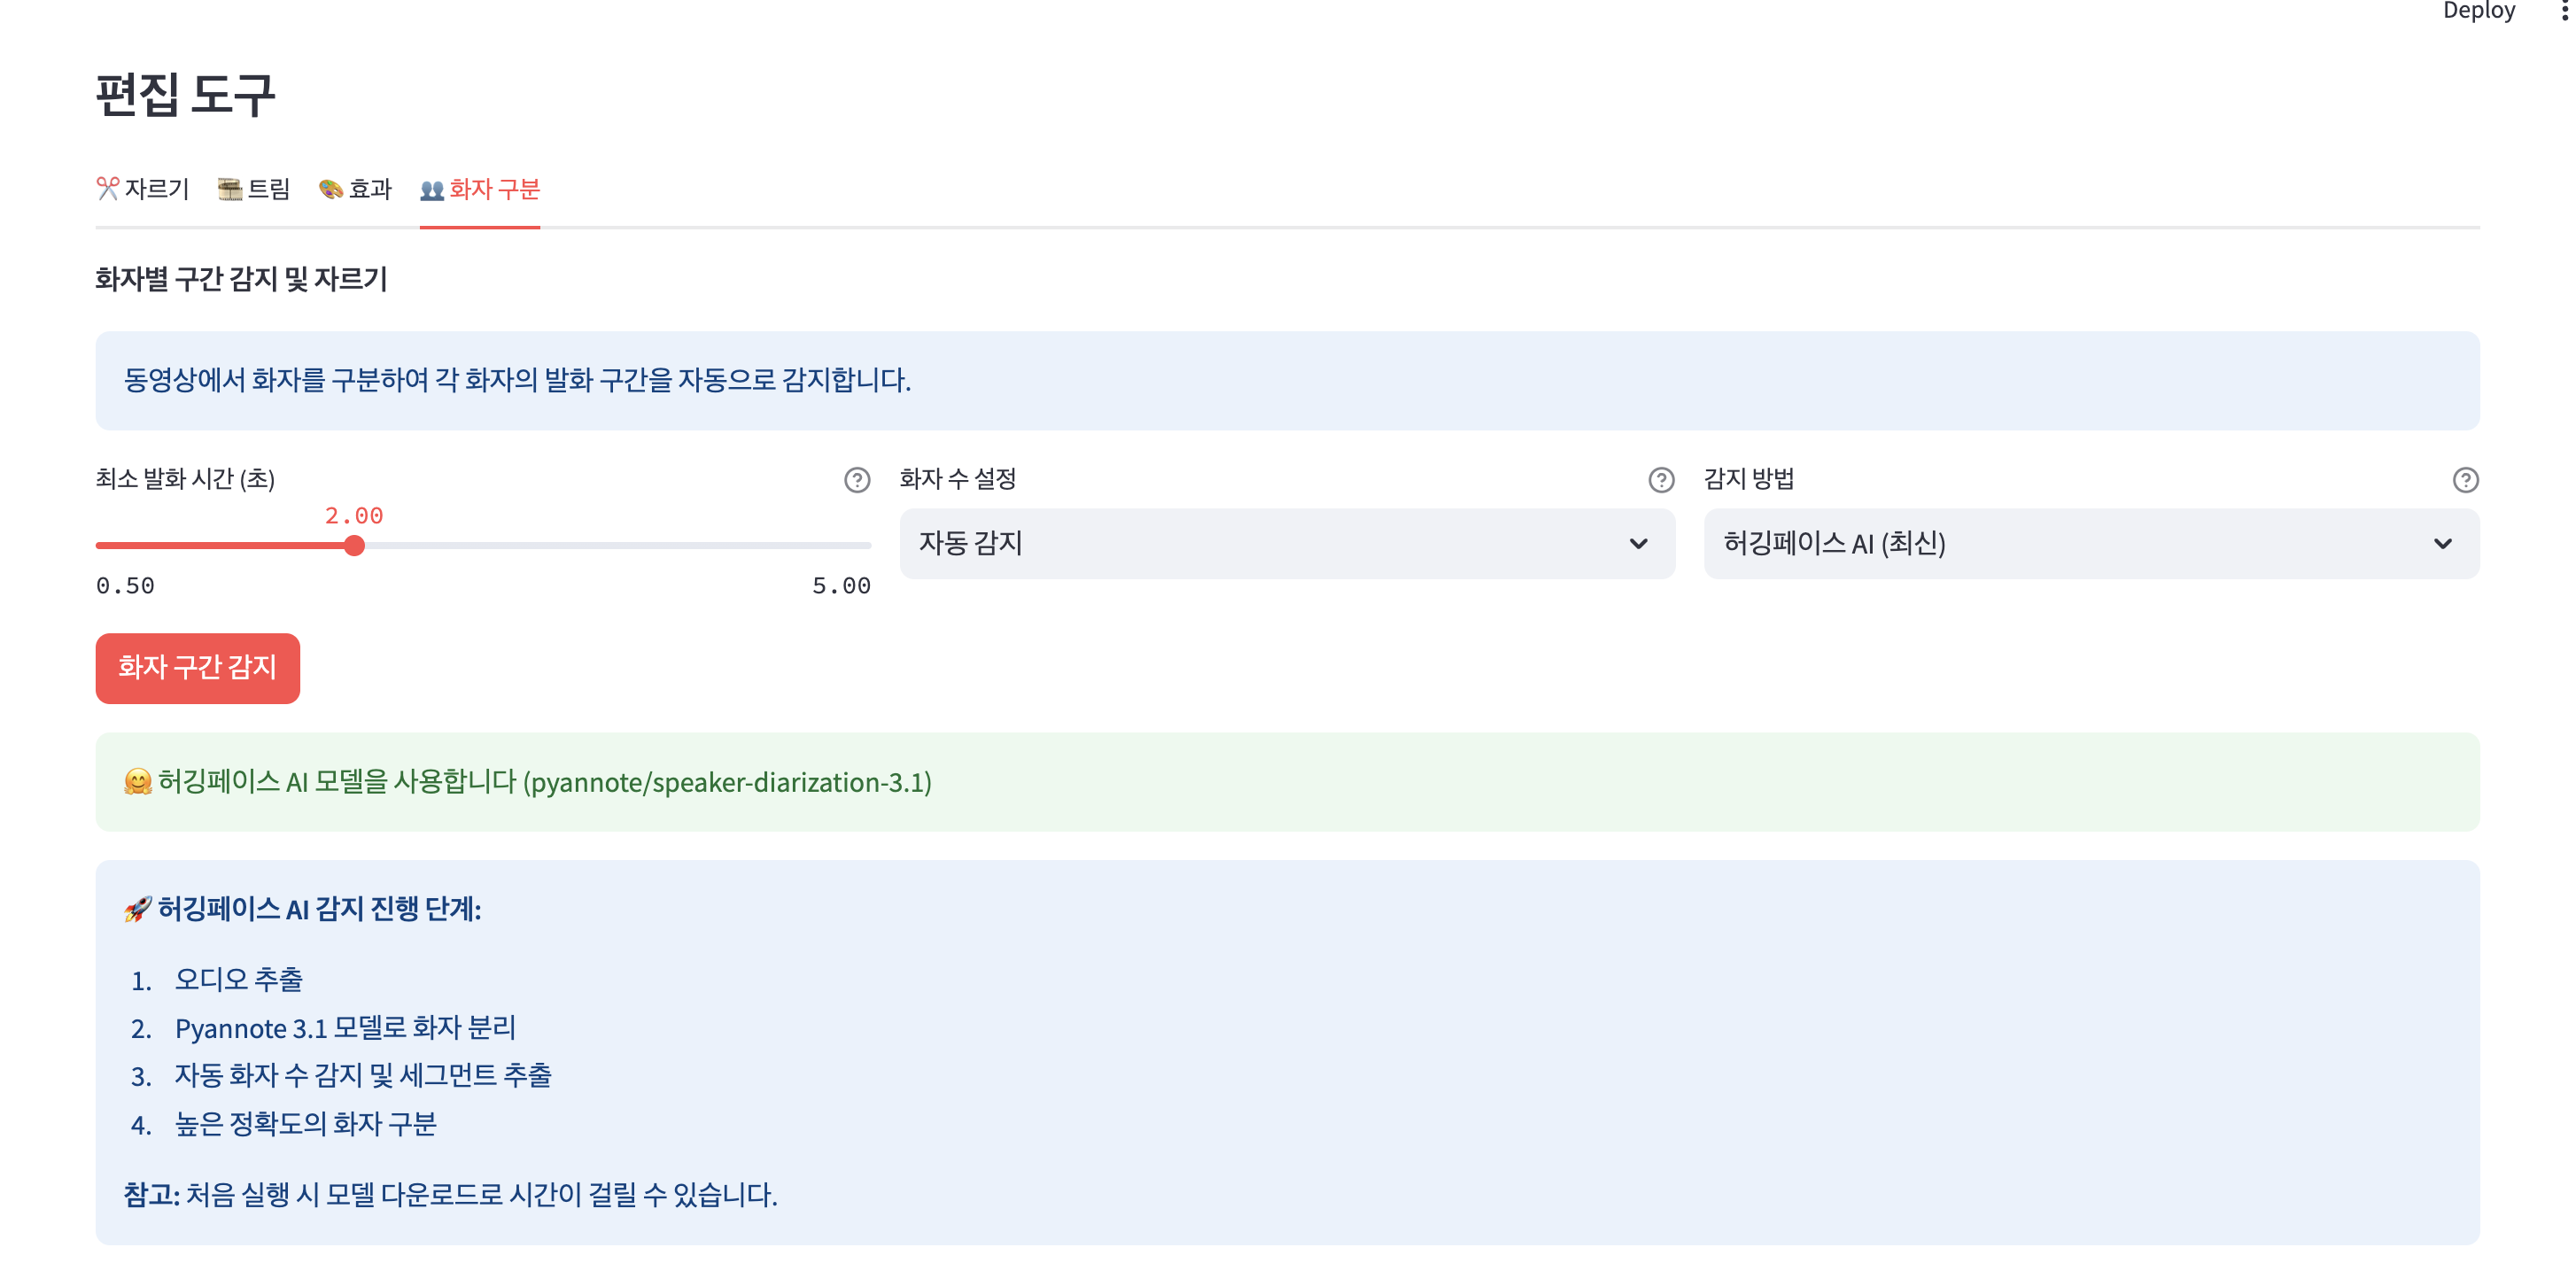 Deploy
편집 도구
✂️ 자르기 🎞️ 트림 🎨 효과 👥 화자 구분
화자별 구간 감지 및 자르기
동영상에서 화자를 구분하여 각 화자의 발화 구간을 자동으로 감지합니다.
최소 발화 시간 (초) 화자 수 설정 감지 방법
2.00
자동 감지 허깅페이스 AI (최신)
0.50 5.00
화자 구간 감지
🤗 허깅페이스 AI 모델을 사용합니다 (pyannote/speaker-diarization-3.1)
🚀 허깅페이스 AI 감지 진행 단계:
1. 오디오 추출
2. Pyannote 3.1 모델로 화자 분리
3. 자동 화자 수 감지 및 세그먼트 추출
4. 높은 정확도의 화자 구분
참고: 처음 실행 시 모델 다운로드로 시간이 걸릴 수 있습니다.